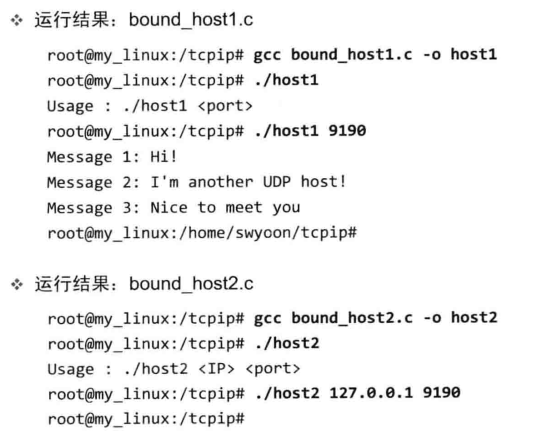 ❖ 运行结果：bound_host1.c
root@my_linux:/tcpip# gcc bound_host1.c -o host1
root@my_linux:/tcpip# ./host1
Usage : ./host1 <port>
root@my_linux:/tcpip# ./host1 9190
Message 1: Hi!
Message 2: I'm another UDP host!
Message 3: Nice to meet you
root@my_linux:/home/swyoon/tcpip#
❖ 运行结果：bound_host2.c
root@my_linux:/tcpip# gcc bound_host2.c -o host2
root@my_linux:/tcpip# ./host2
Usage : ./host2 <IP> <port>
root@my_linux:/tcpip# ./host2 127.0.0.1 9190
root@my_linux:/tcpip#